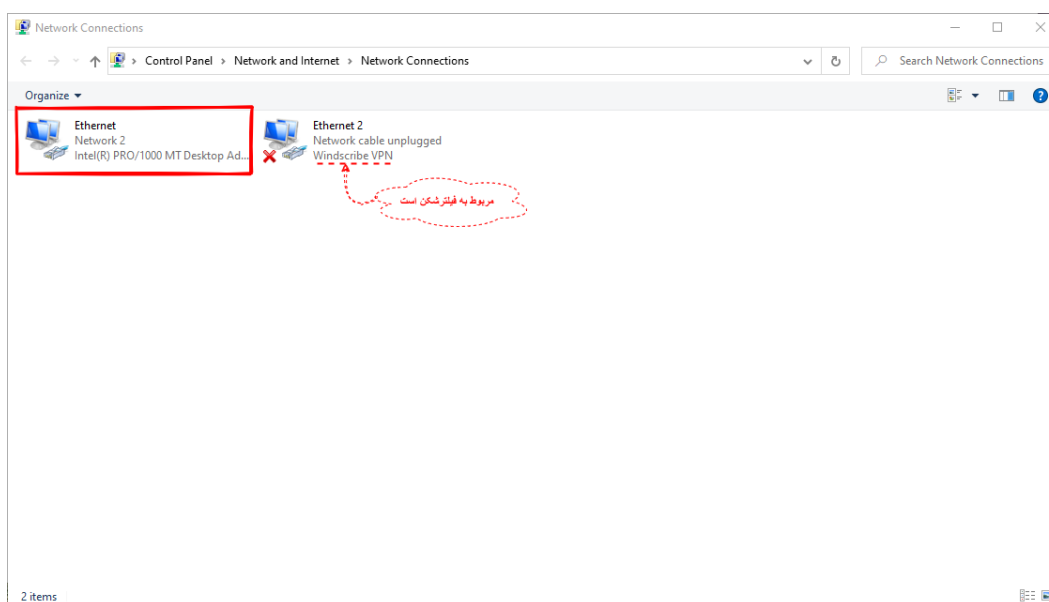 Network Connections
Control Panel > Network and Internet > Network Connections
Search Network Connections
Organize
Ethernet
Network 2
Intel(R) PRO/1000 MT Desktop Ad...
Ethernet 2
Network cable unplugged
Windscribe VPN
مربوط به فیلترشکن است
2 items